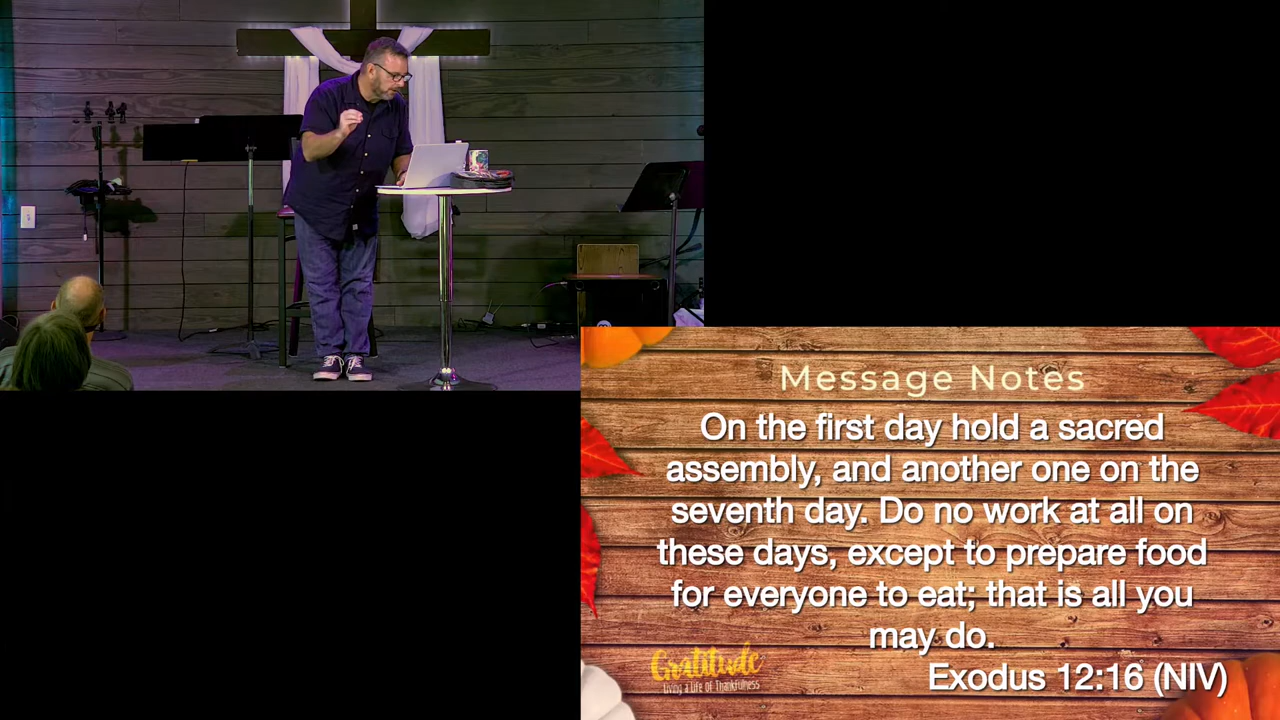 Message Notes
On the first day hold a sacred
assembly, and another one on the
seventh day. Do no work at all on
these days, except to prepare food
for everyone to eat; that is all you
may do.
Exodus 12:16 (NIV)
Gratitude
Living a Life of Thankfulness